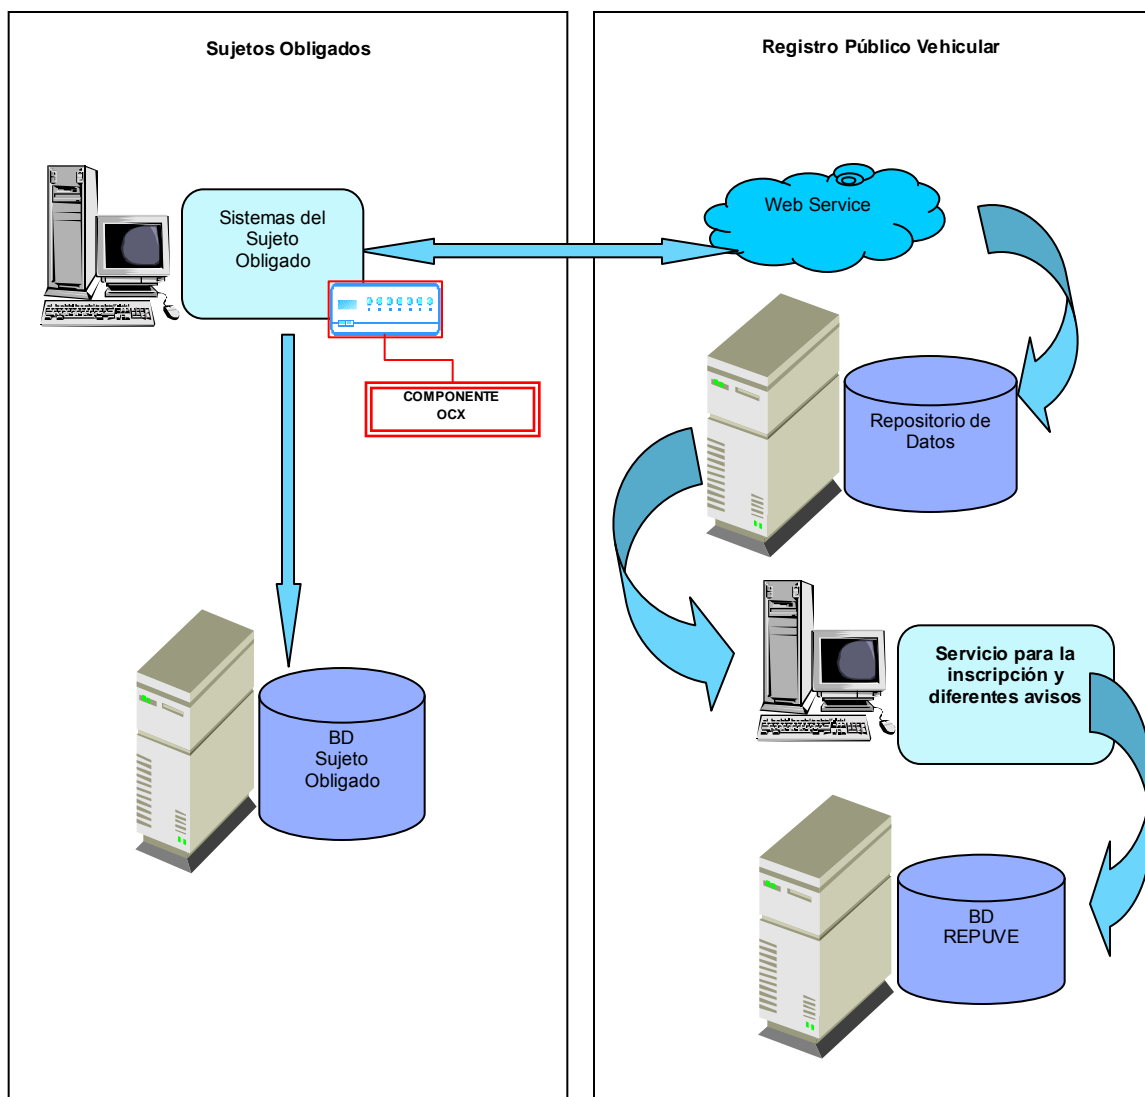 Sujetos Obligados
Sistemas del
Sujeto
Obligado
COMPONENTE
OCX
BD
Sujeto
Obligado
Registro Público Vehicular
Web Service
Repositorio de
Datos
Servicio para la
inscripción y
diferentes avisos
BD
REPUVE